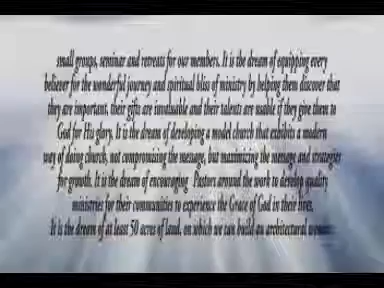 small groups, seminar and retreats for our members. It is the dream of equipping every
believer for the wonderful journey and spiritual bliss of ministry by helping them discover that
they are important, their gifts are invaluable and their talents are usable if they give them to
God for His glory. It is the dream of developing a model church that exhibits a modern
way of doing church, not compromising the message, but maximizing the message and strategies
for growth. It is the dream of encouraging Pastors around the work to develop quality
ministries for their communities to experience the Grace of God in their lives.
It is the dream of at least 50 acres of land, on which we can build an architectural